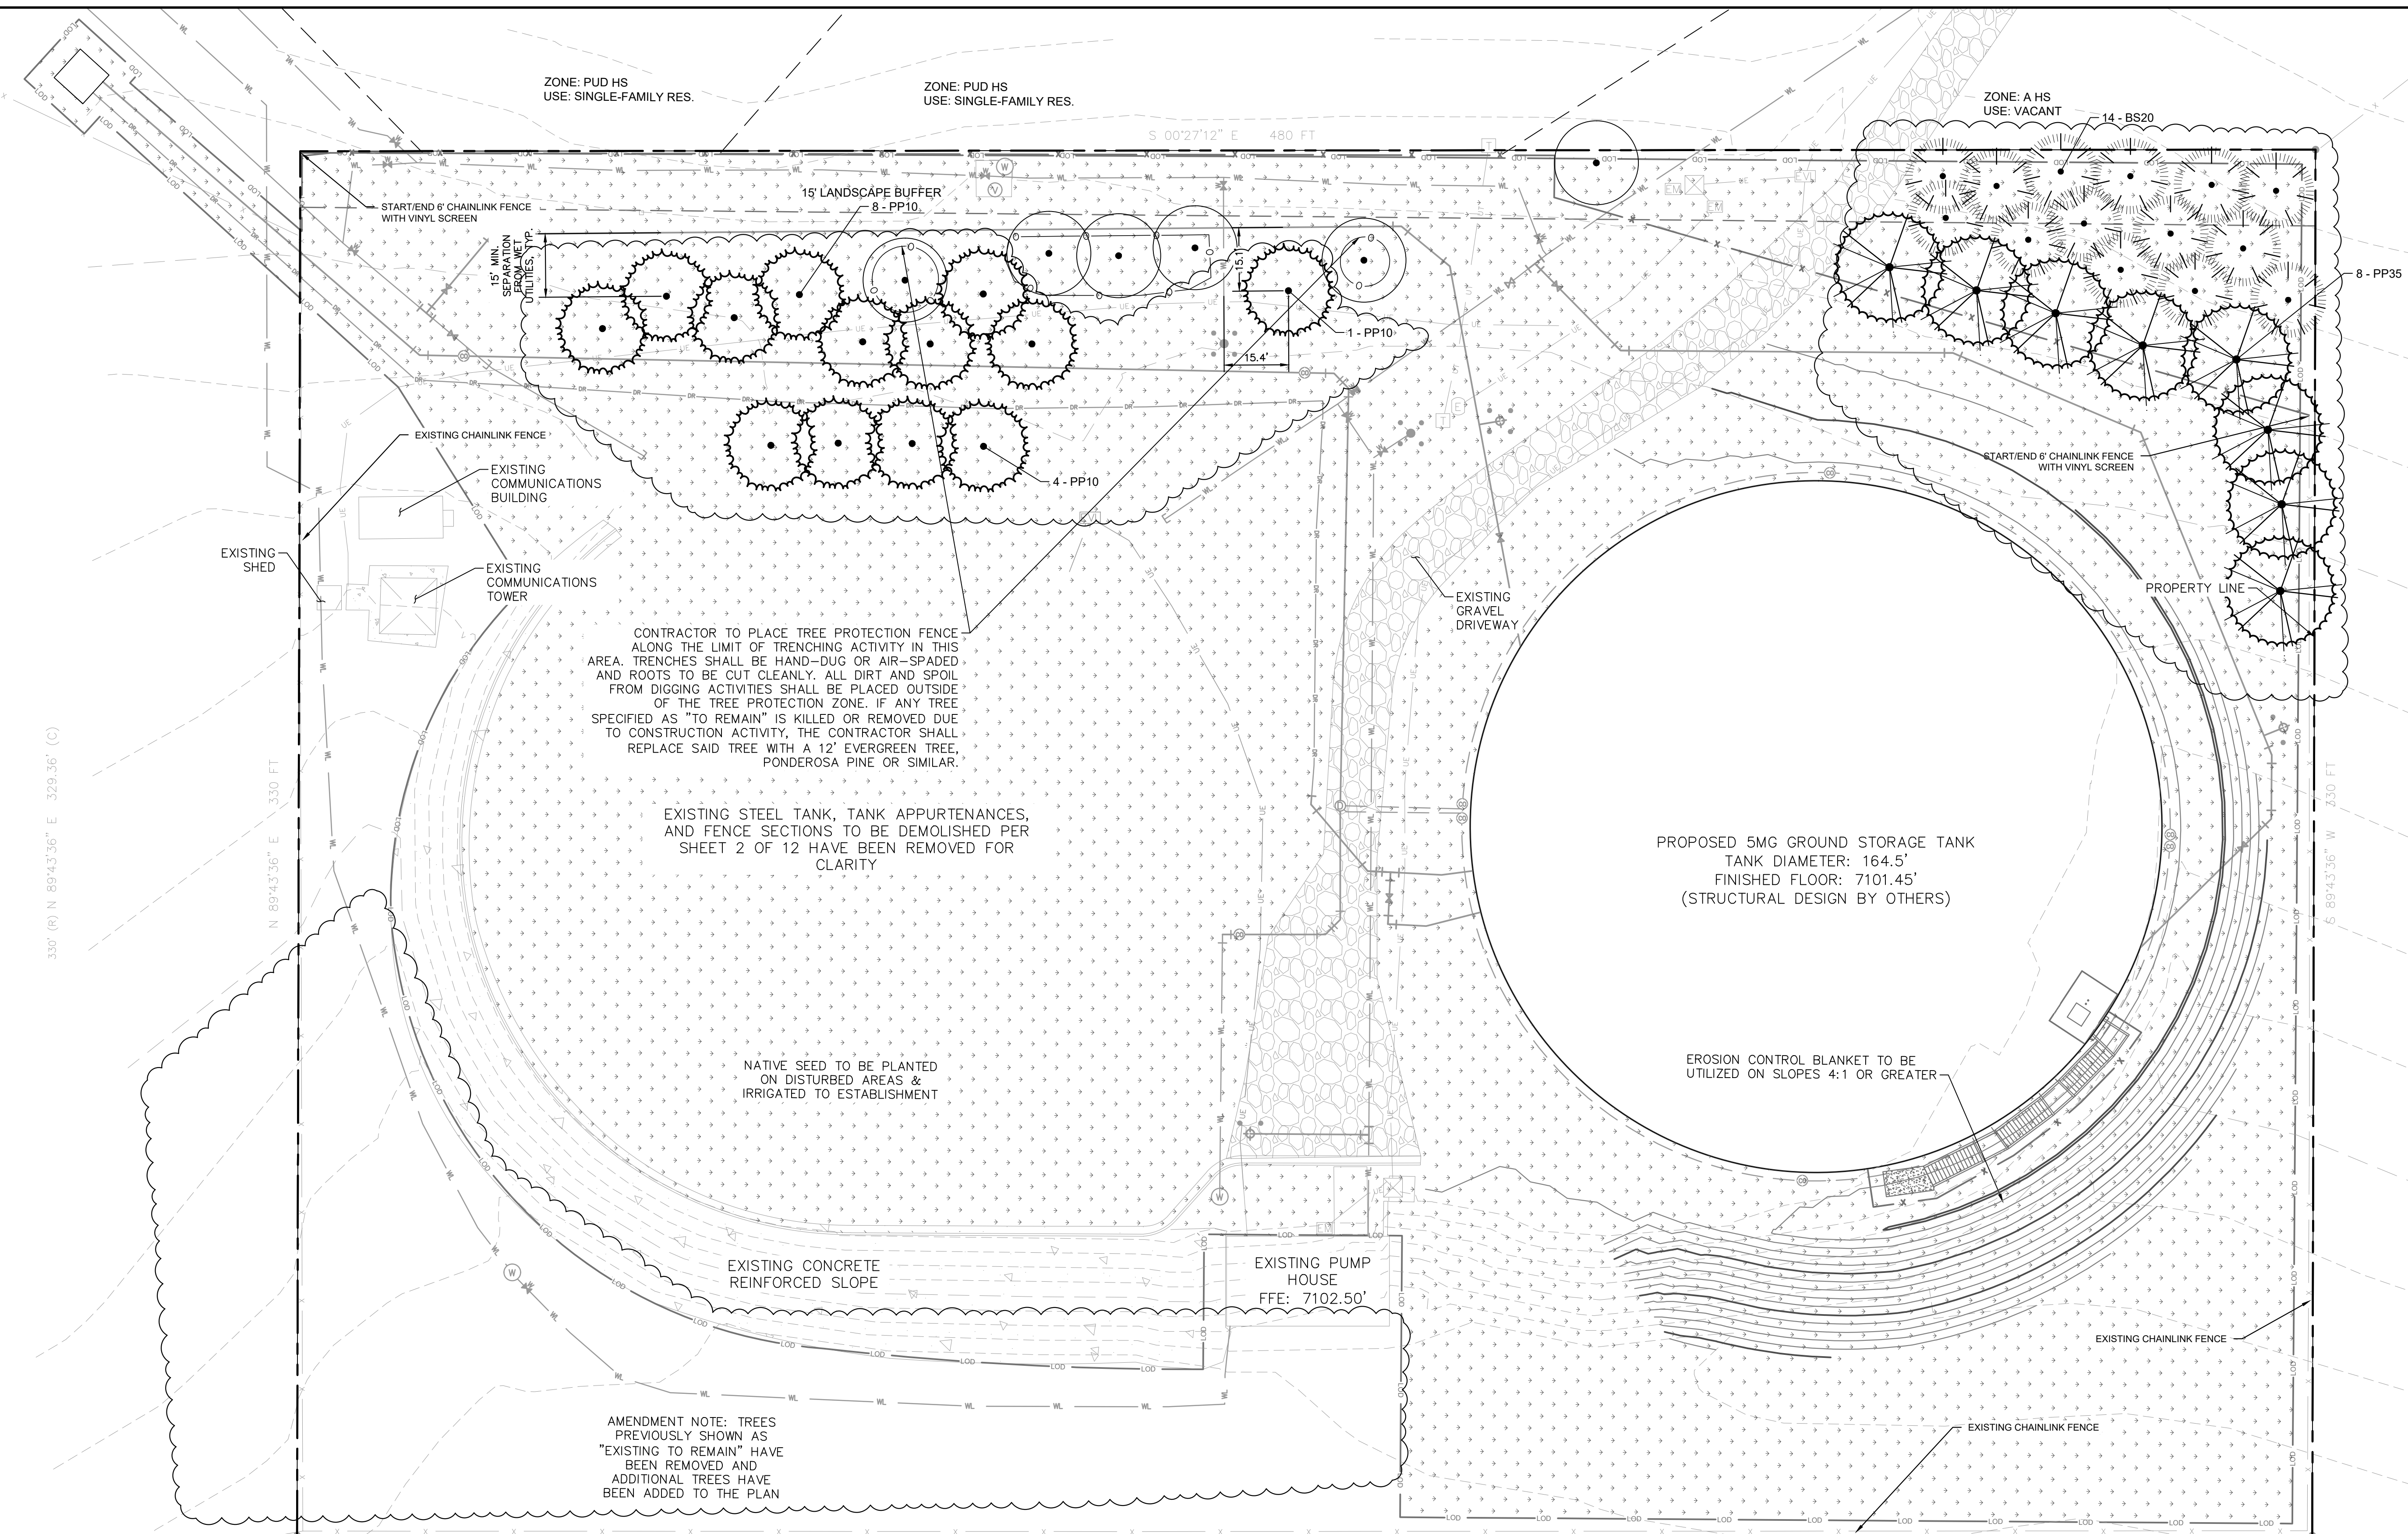 ZONE: PUD HS
USE: SINGLE-FAMILY RES.
ZONE: PUD HS
USE: SINGLE-FAMILY RES.
ZONE: A HS
USE: VACANT
14 - BS20
S 00°27'12" E 480 FT
START/END 6' CHAINLINK FENCE
WITH VINYL SCREEN
15' LANDSCAPE BUFFER
8 - PP10
15' MIN.
SEPARATION
FROM WET
UTILITIES, TYP.
15.1'
15.4'
1 - PP10
8 - PP35
4 - PP10
EXISTING CHAINLINK FENCE
EXISTING
COMMUNICATIONS
BUILDING
EXISTING
SHED
EXISTING
COMMUNICATIONS
TOWER
START/END 6' CHAINLINK FENCE
WITH VINYL SCREEN
PROPERTY LINE
EXISTING
GRAVEL
DRIVEWAY
CONTRACTOR TO PLACE TREE PROTECTION FENCE
ALONG THE LIMIT OF TRENCHING ACTIVITY IN THIS
AREA. TRENCHES SHALL BE HAND-DUG OR AIR-SPADED
AND ROOTS TO BE CUT CLEANLY. ALL DIRT AND SPOIL
FROM DIGGING ACTIVITIES SHALL BE PLACED OUTSIDE
OF THE TREE PROTECTION ZONE. IF ANY TREE
SPECIFIED AS "TO REMAIN" IS KILLED OR REMOVED DUE
TO CONSTRUCTION ACTIVITY, THE CONTRACTOR SHALL
REPLACE SAID TREE WITH A 12' EVERGREEN TREE,
PONDEROSA PINE OR SIMILAR.
EXISTING STEEL TANK, TANK APPURTENANCES,
AND FENCE SECTIONS TO BE DEMOLISHED PER
SHEET 2 OF 12 HAVE BEEN REMOVED FOR
CLARITY
PROPOSED 5MG GROUND STORAGE TANK
TANK DIAMETER: 164.5'
FINISHED FLOOR: 7101.45'
(STRUCTURAL DESIGN BY OTHERS)
330' (R) N 89°43'36" E 329.36' (C)
N 89°43'36" E 330 FT
S 89°43'36" W 330 FT
NATIVE SEED TO BE PLANTED
ON DISTURBED AREAS &
IRRIGATED TO ESTABLISHMENT
EROSION CONTROL BLANKET TO BE
UTILIZED ON SLOPES 4:1 OR GREATER
EXISTING CONCRETE
REINFORCED SLOPE
EXISTING PUMP
HOUSE
FFE: 7102.50'
EXISTING CHAINLINK FENCE
EXISTING CHAINLINK FENCE
AMENDMENT NOTE: TREES
PREVIOUSLY SHOWN AS
"EXISTING TO REMAIN" HAVE
BEEN REMOVED AND
ADDITIONAL TREES HAVE
BEEN ADDED TO THE PLAN